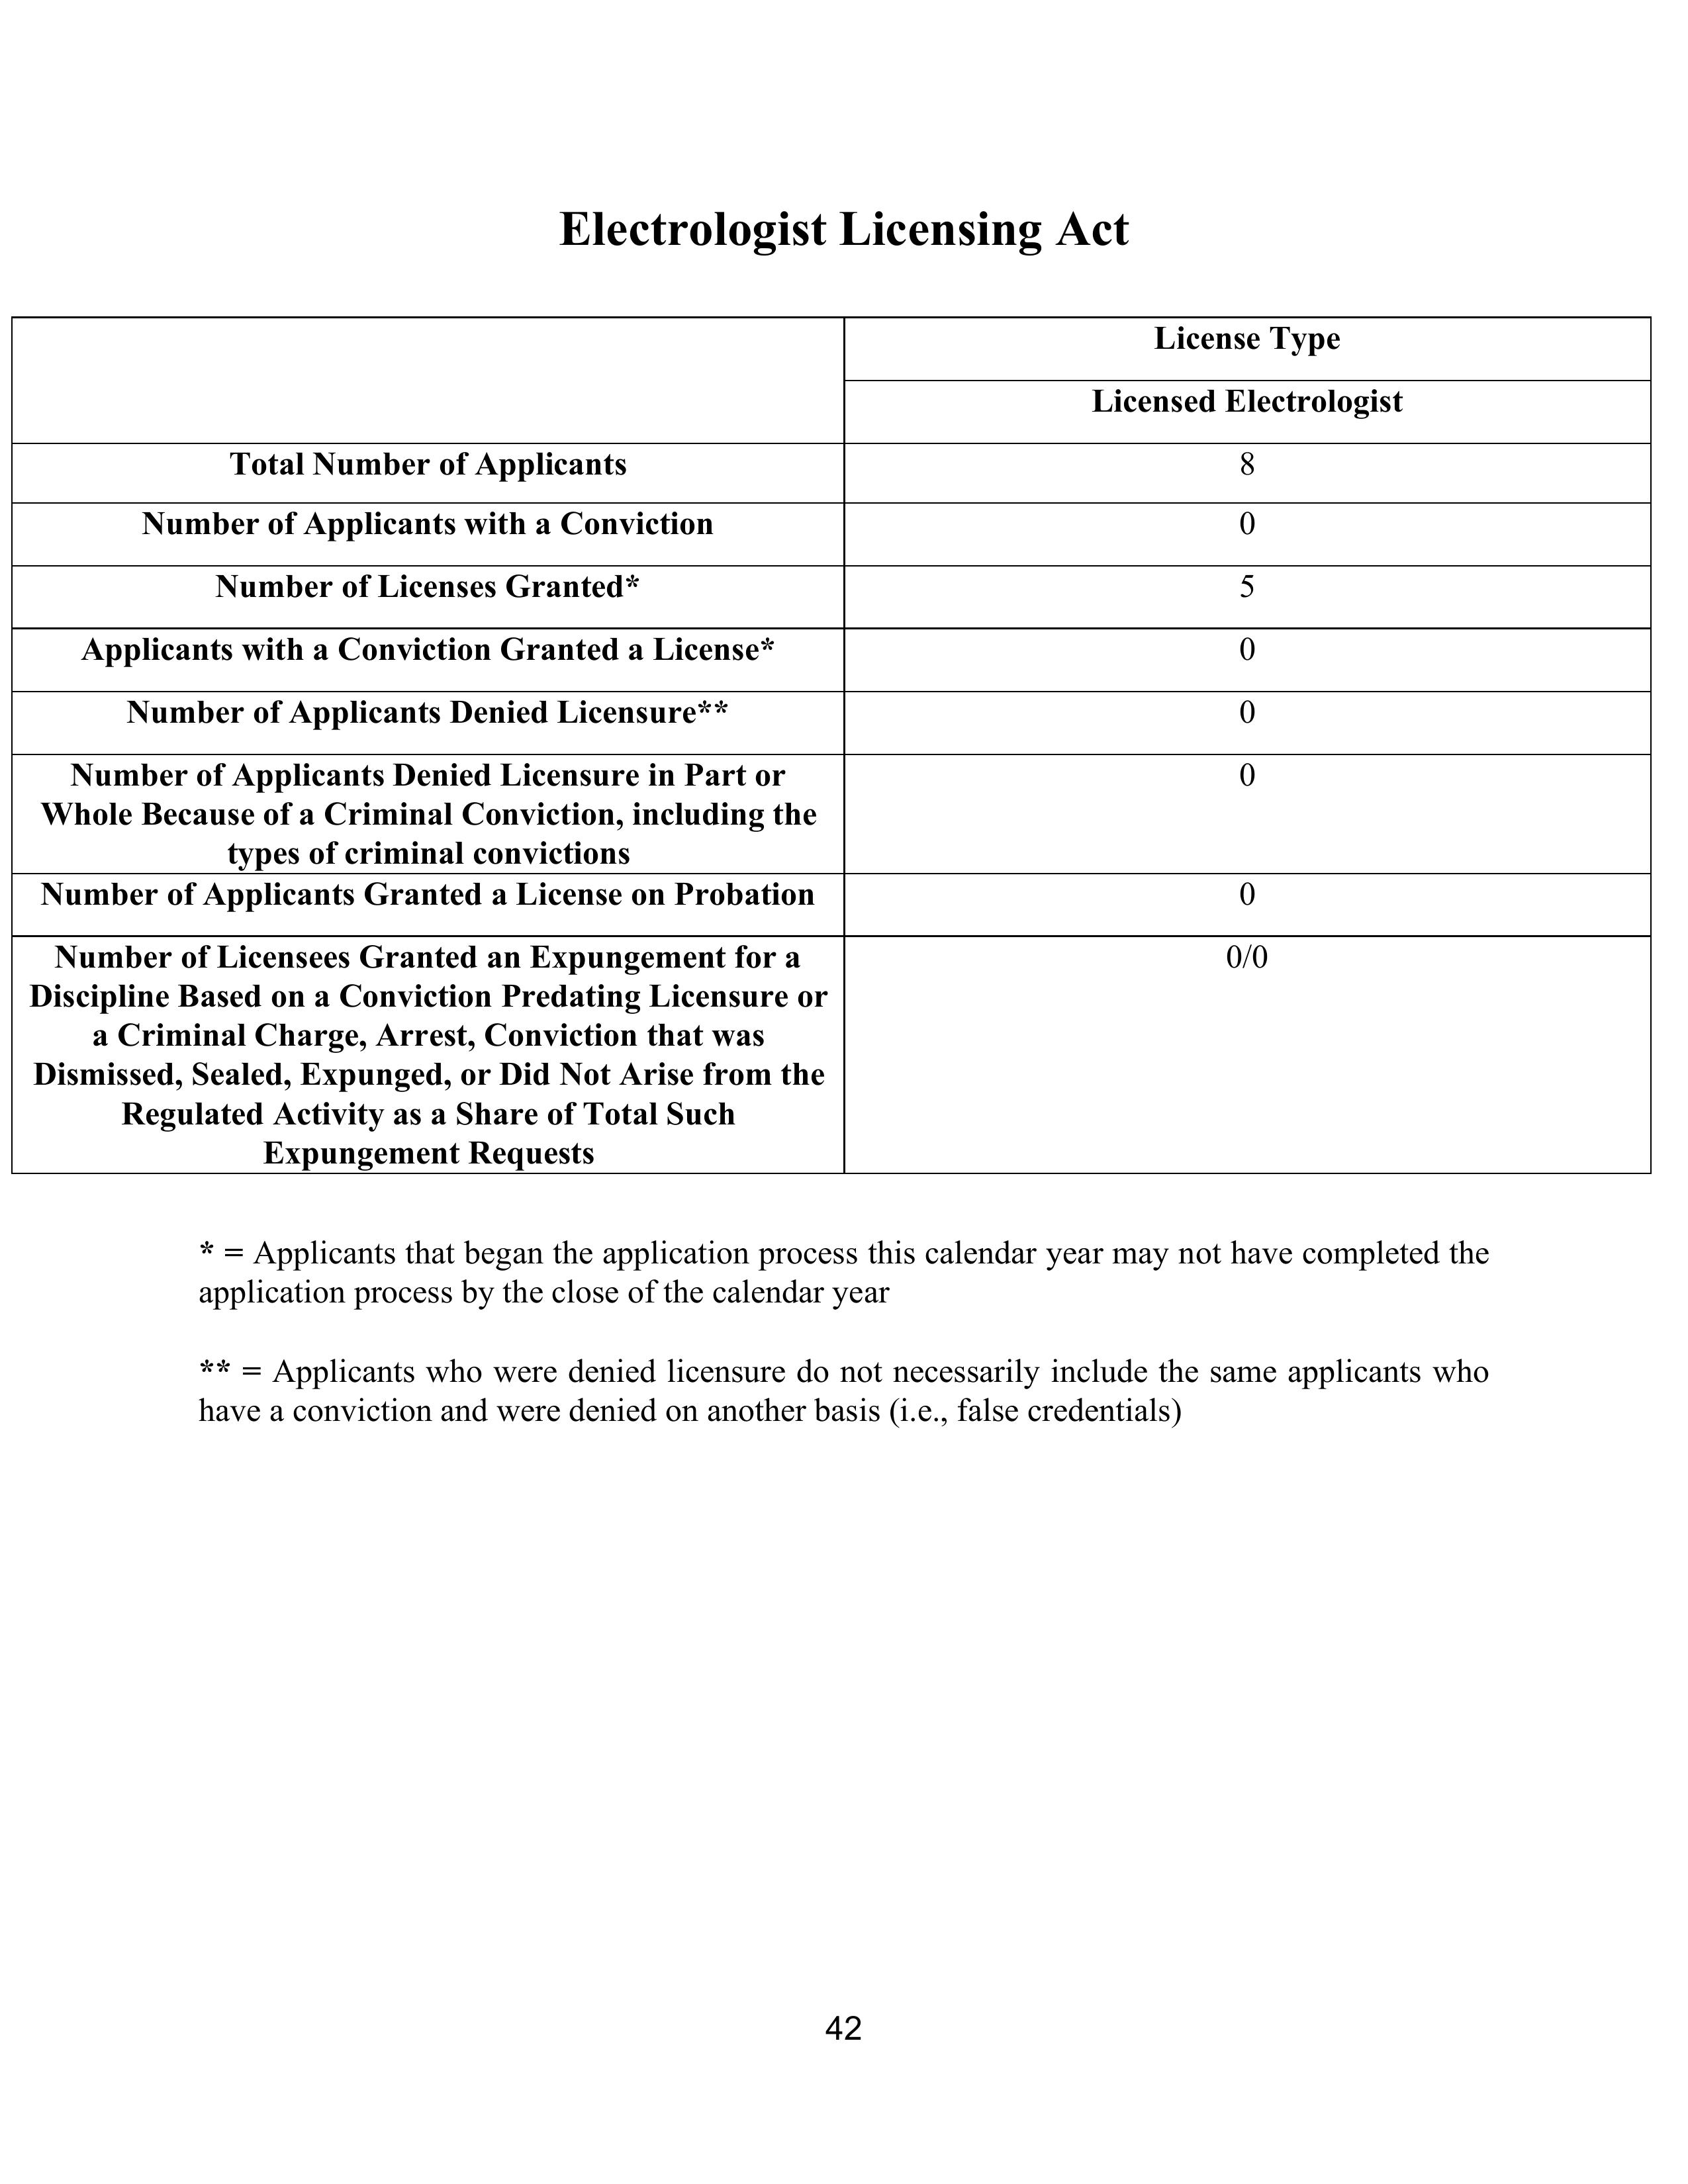 Electrologist Licensing Act
License Type
Licensed Electrologist
Total Number of Applicants
8
Number of Applicants with a Conviction
0
Number of Licenses Granted*
5
Applicants with a Conviction Granted a License*
0
Number of Applicants Denied Licensure**
0
Number of Applicants Denied Licensure in Part or
Whole Because of a Criminal Conviction, including the
types of criminal convictions
0
Number of Applicants Granted a License on Probation
0
Number of Licensees Granted an Expungement for a
Discipline Based on a Conviction Predating Licensure or
a Criminal Charge, Arrest, Conviction that was
Dismissed, Sealed, Expunged, or Did Not Arise from the
Regulated Activity as a Share of Total Such
Expungement Requests
0/0
* = Applicants that began the application process this calendar year may not have completed the
application process by the close of the calendar year
** = Applicants who were denied licensure do not necessarily include the same applicants who
have a conviction and were denied on another basis (i.e., false credentials)
42